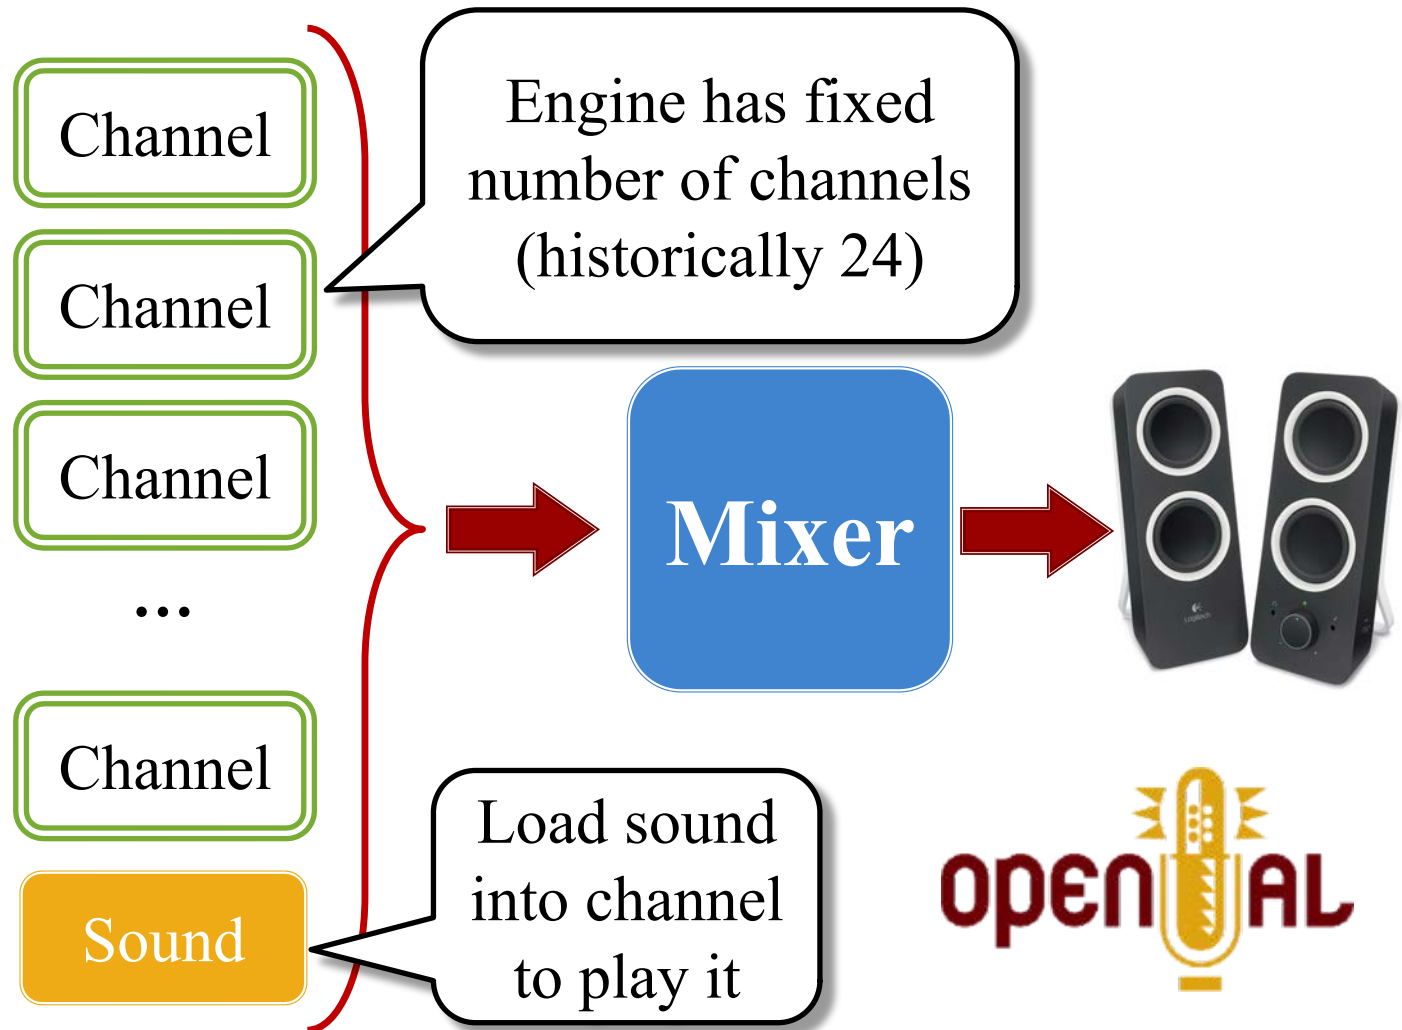 Channel
Engine has fixed
number of channels
(historically 24)
Channel
Channel
Mixer
Logitech
...
Channel
Load sound
into channel
to play it
Sound
OPENAL